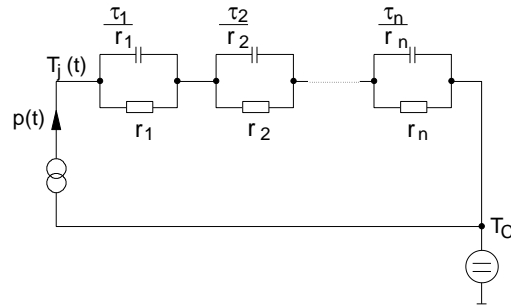 τ1 τ2 τn
r1 r2 rn
Tj (t)
r1 r2 rn
p(t)
TC